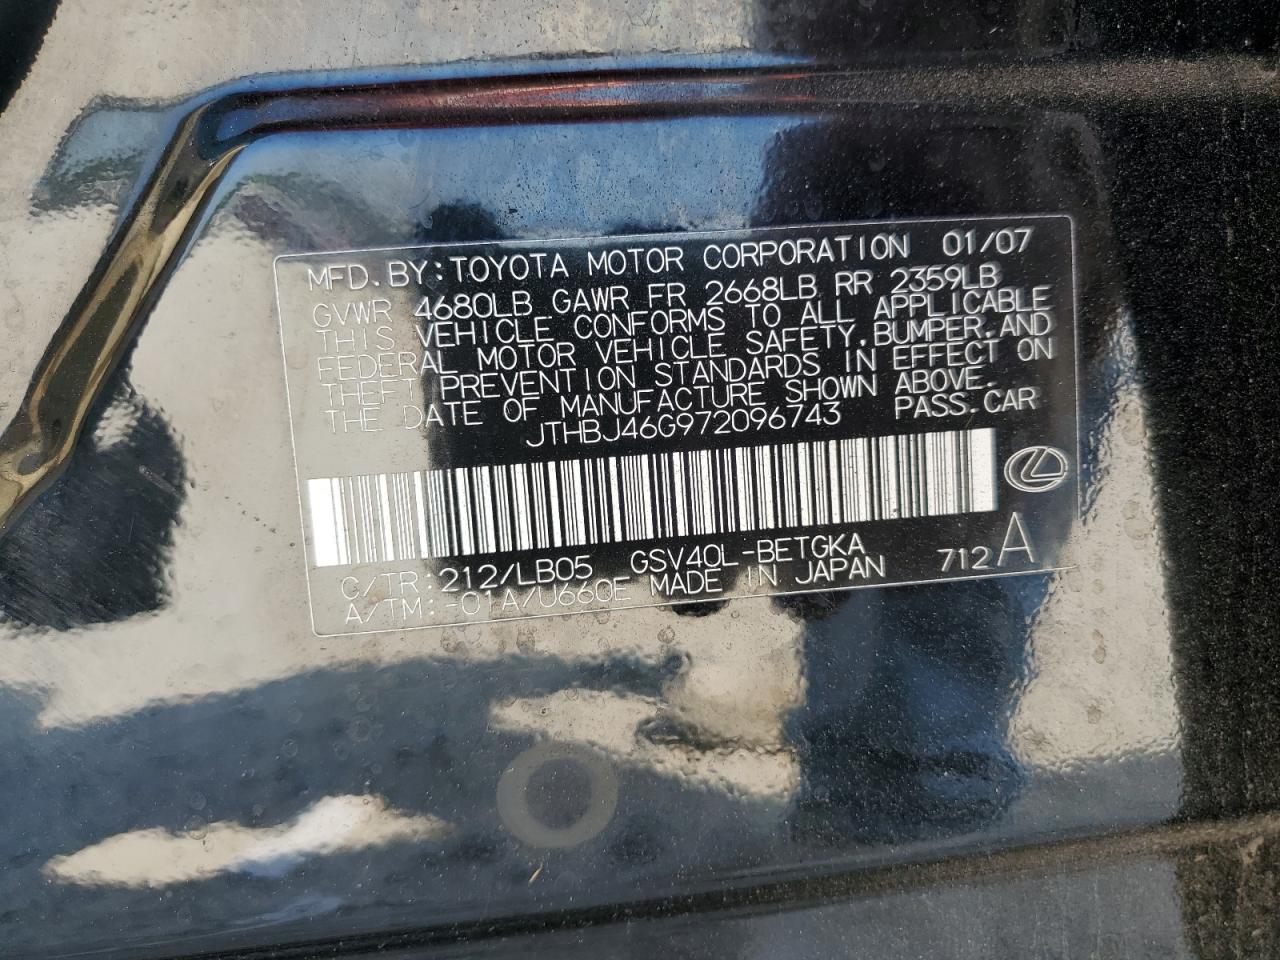 MFD.BY:TOYOTA MOTOR CORPORATION 01/07
GVWR 4680LB GAWR FR 2668LB RR 2359LB
THIS VEHICLE CONFORMS TO ALL APPLICABLE
FEDERAL MOTOR VEHICLE SAFETY,BUMPER,AND
THEFT PREVENTION STANDARDS IN EFFECT ON
THE DATE OF MANUFACTURE SHOWN ABOVE.
JTHBJ46G972096743 PASS.CAR
C/TR:212/LB05 GSV40L-BETGKA 712 A
A/TM:-01A/U660E MADE IN JAPAN